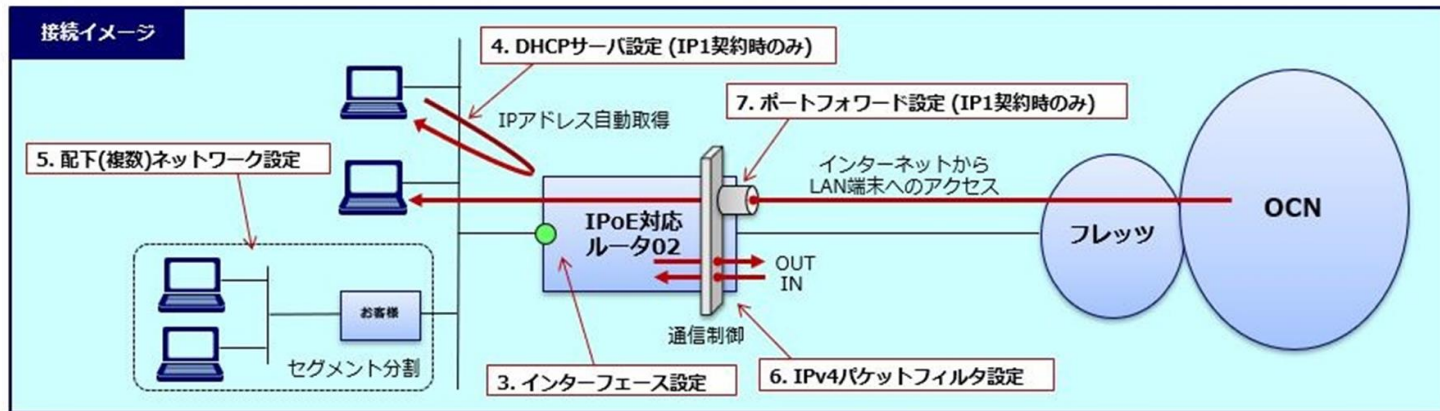 接続イメージ
4. DHCPサーバ設定 (IP1契約時のみ)
7. ポートフォワード設定 (IP1契約時のみ)
IPアドレス自動取得
5. 配下(複数)ネットワーク設定
インターネットから
LAN端末へのアクセス
IPoE対応
ルータ02
フレッツ
OCN
OUT
IN
お客様
通信制御
セグメント分割
3. インターフェース設定
6. IPv4パケットフィルタ設定